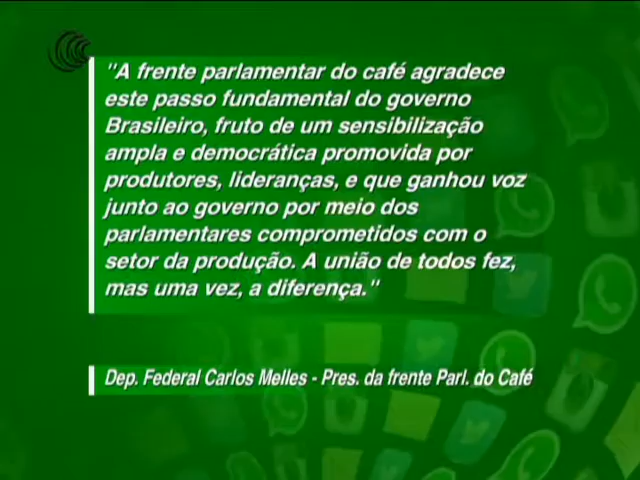 "A frente parlamentar do café agradece
este passo fundamental do governo
Brasileiro, fruto de um sensibilização
ampla e democrática promovida por
produtores, lideranças, e que ganhou voz
junto ao governo por meio dos
parlamentares comprometidos com o
setor da produção. A união de todos fez,
mas uma vez, a diferença."
Dep. Federal Carlos Melles - Pres. da frente Parl. do Café